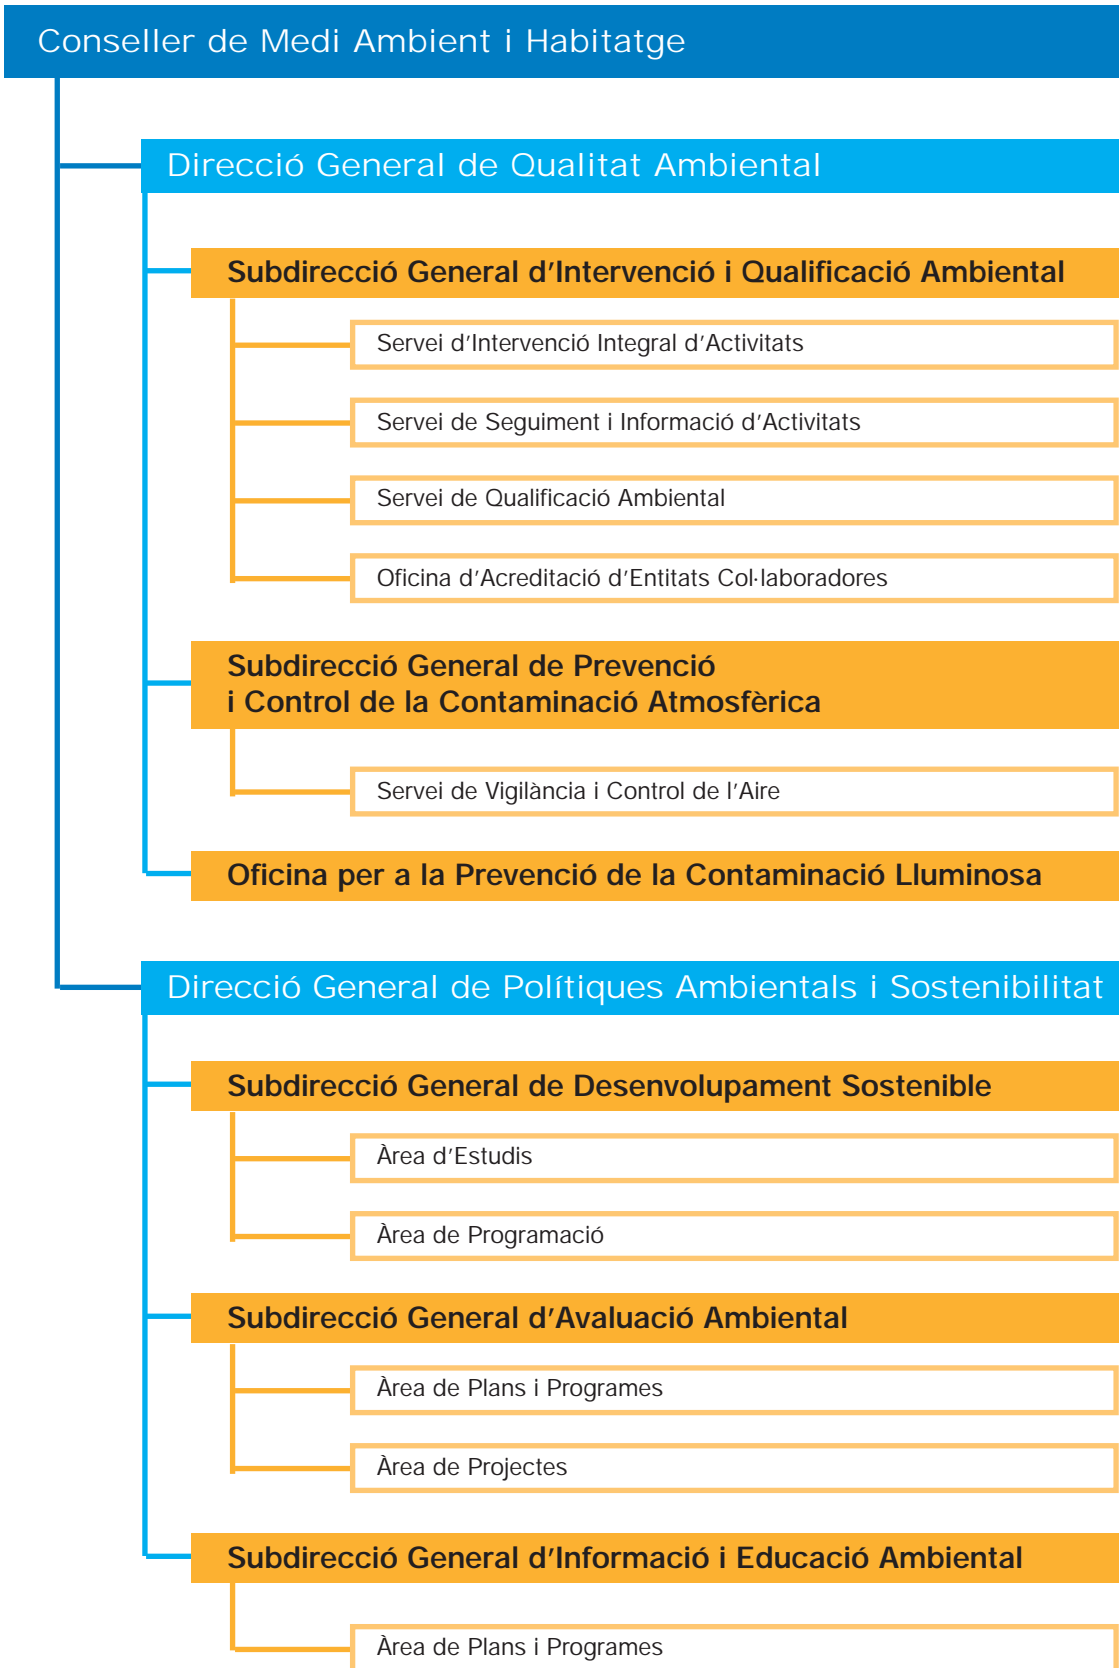 Conseller de Medi Ambient i Habitatge
Direcció General de Qualitat Ambiental
Subdirecció General d’Intervenció i Qualificació Ambiental
Servei d’Intervenció Integral d’Activitats
Servei de Seguiment i Informació d’Activitats
Servei de Qualificació Ambiental
Oficina d’Acreditació d’Entitats Col·laboradores
Subdirecció General de Prevenció
i Control de la Contaminació Atmosfèrica
Servei de Vigilància i Control de l’Aire
Oficina per a la Prevenció de la Contaminació Lluminosa
Direcció General de Polítiques Ambientals i Sostenibilitat
Subdirecció General de Desenvolupament Sostenible
Àrea d’Estudis
Àrea de Programació
Subdirecció General d’Avaluació Ambiental
Àrea de Plans i Programes
Àrea de Projectes
Subdirecció General d’Informació i Educació Ambiental
Àrea de Plans i Programes